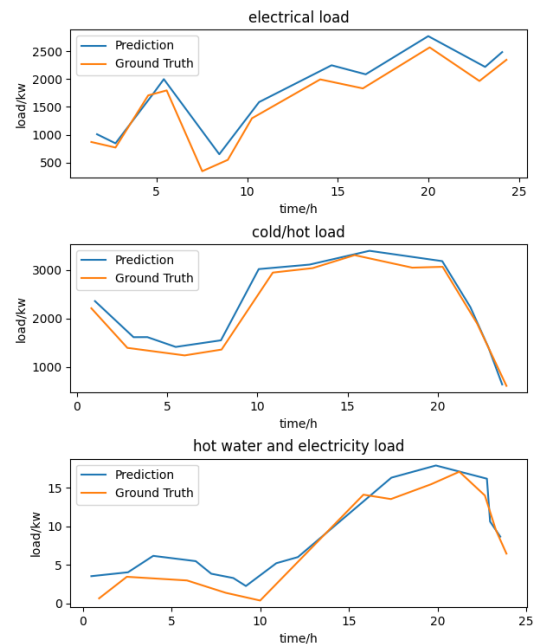 electrical load
Prediction
Ground Truth
load/kw
2500
2000
1500
1000
500
5
10
15
20
25
time/h
cold/hot load
Prediction
Ground Truth
load/kw
3000
2000
1000
0
5
10
15
20
time/h
hot water and electricity load
Prediction
Ground Truth
load/kw
15
10
5
0
0
5
10
15
20
25
time/h